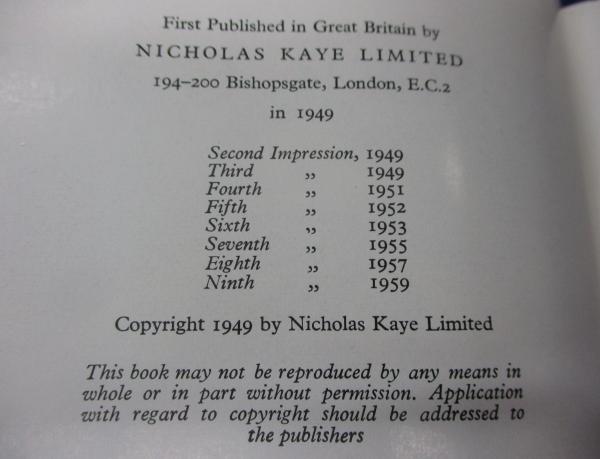 First Published in Great Britain by
NICHOLAS KAYE LIMITED
194–200 Bishopsgate, London, E.C.2
in 1949
Second Impression, 1949
Third „ 1949
Fourth „ 1951
Fifth „ 1952
Sixth „ 1953
Seventh „ 1955
Eighth „ 1957
Ninth „ 1959
Copyright 1949 by Nicholas Kaye Limited
This book may not be reproduced by any means in
whole or in part without permission. Application
with regard to copyright should be addressed to
the publishers